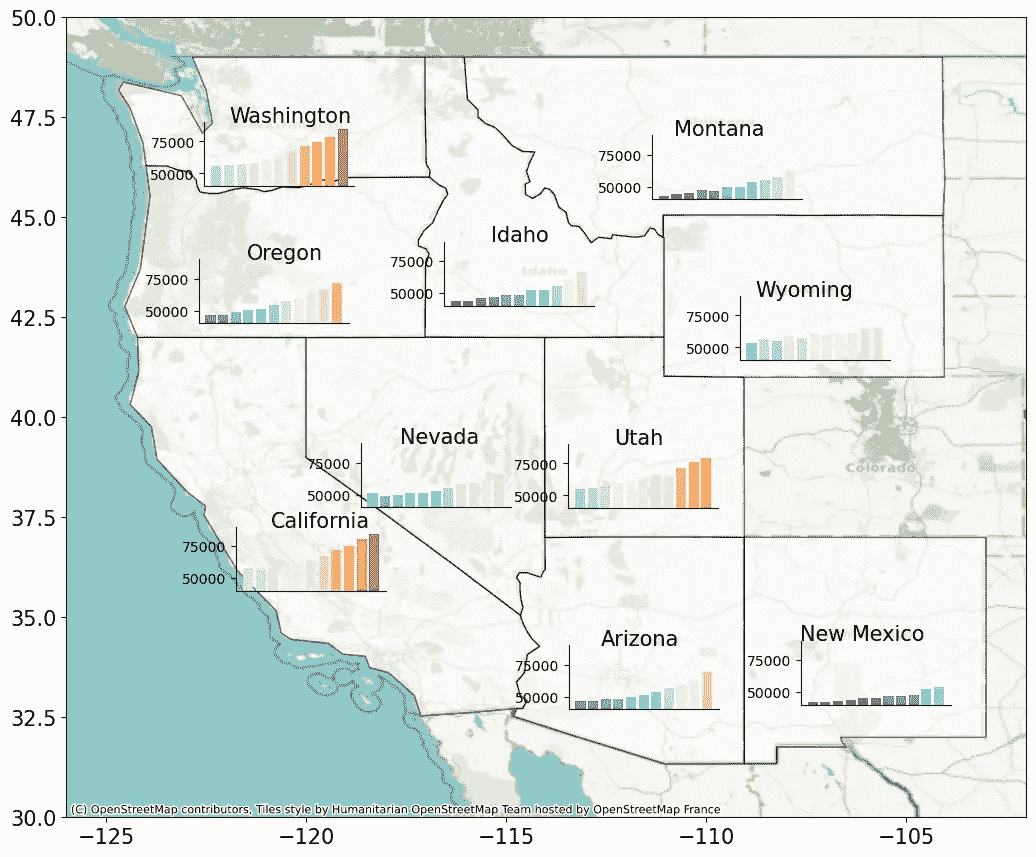 50.0
47.5
45.0
42.5
40.0
37.5
35.0
32.5
30.0
Washington
75000
50000
Montana
75000
50000
Oregon
75000
50000
Idaho
Idaho
75000
50000
Wyoming
75000
50000
Nevada
75000
50000
Utah
75000
50000
Colorado
California
75000
50000
Arizona
75000
50000
New Mexico
75000
50000
(C) OpenStreetMap contributors, Tiles style by Humanitarian OpenStreetMap Team hosted by OpenStreetMap France
−125
−120
−115
−110
−105